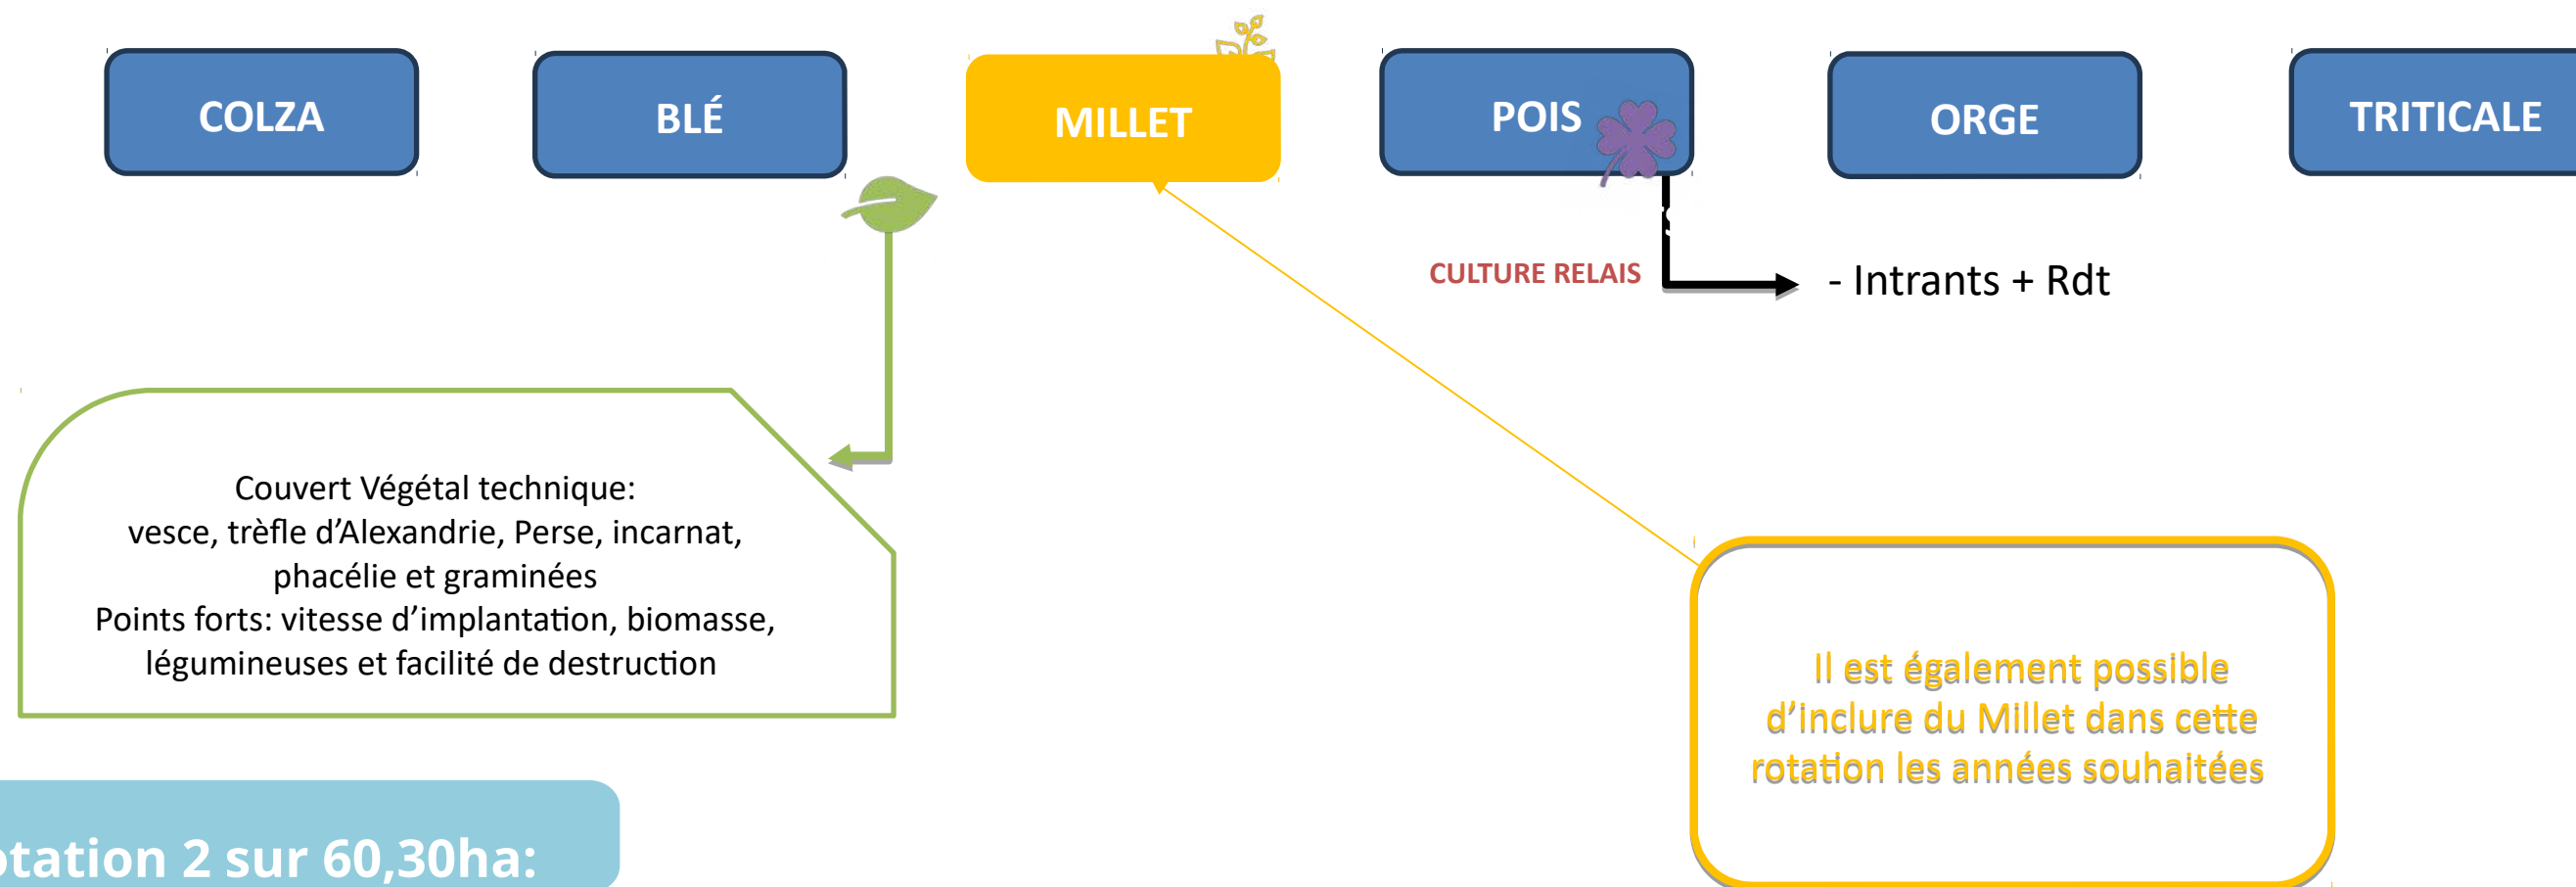 COLZA
BLÉ
MILLET
POIS
ORGE
TRITICALE
CULTURE RELAIS
- Intrants + Rdt
Couvert Végétal technique:
vesce, trèfle d’Alexandrie, Perse, incarnat,
phacélie et graminées
Points forts: vitesse d’implantation, biomasse,
légumineuses et facilité de destruction
Il est également possible
d’inclure du Millet dans cette
rotation les années souhaitées
otation 2 sur 60,30ha: